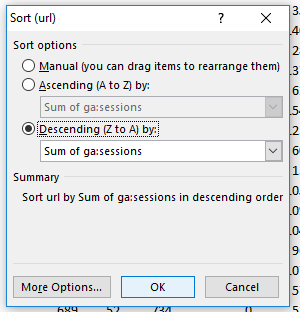 Sort (url)
Sort options
Manual (you can drag items to rearrange them)
Ascending (A to Z) by:
Sum of ga:sessions
Descending (Z to A) by:
Sum of ga:sessions
Summary
Sort url by Sum of ga:sessions in descending order
More Options... OK Cancel